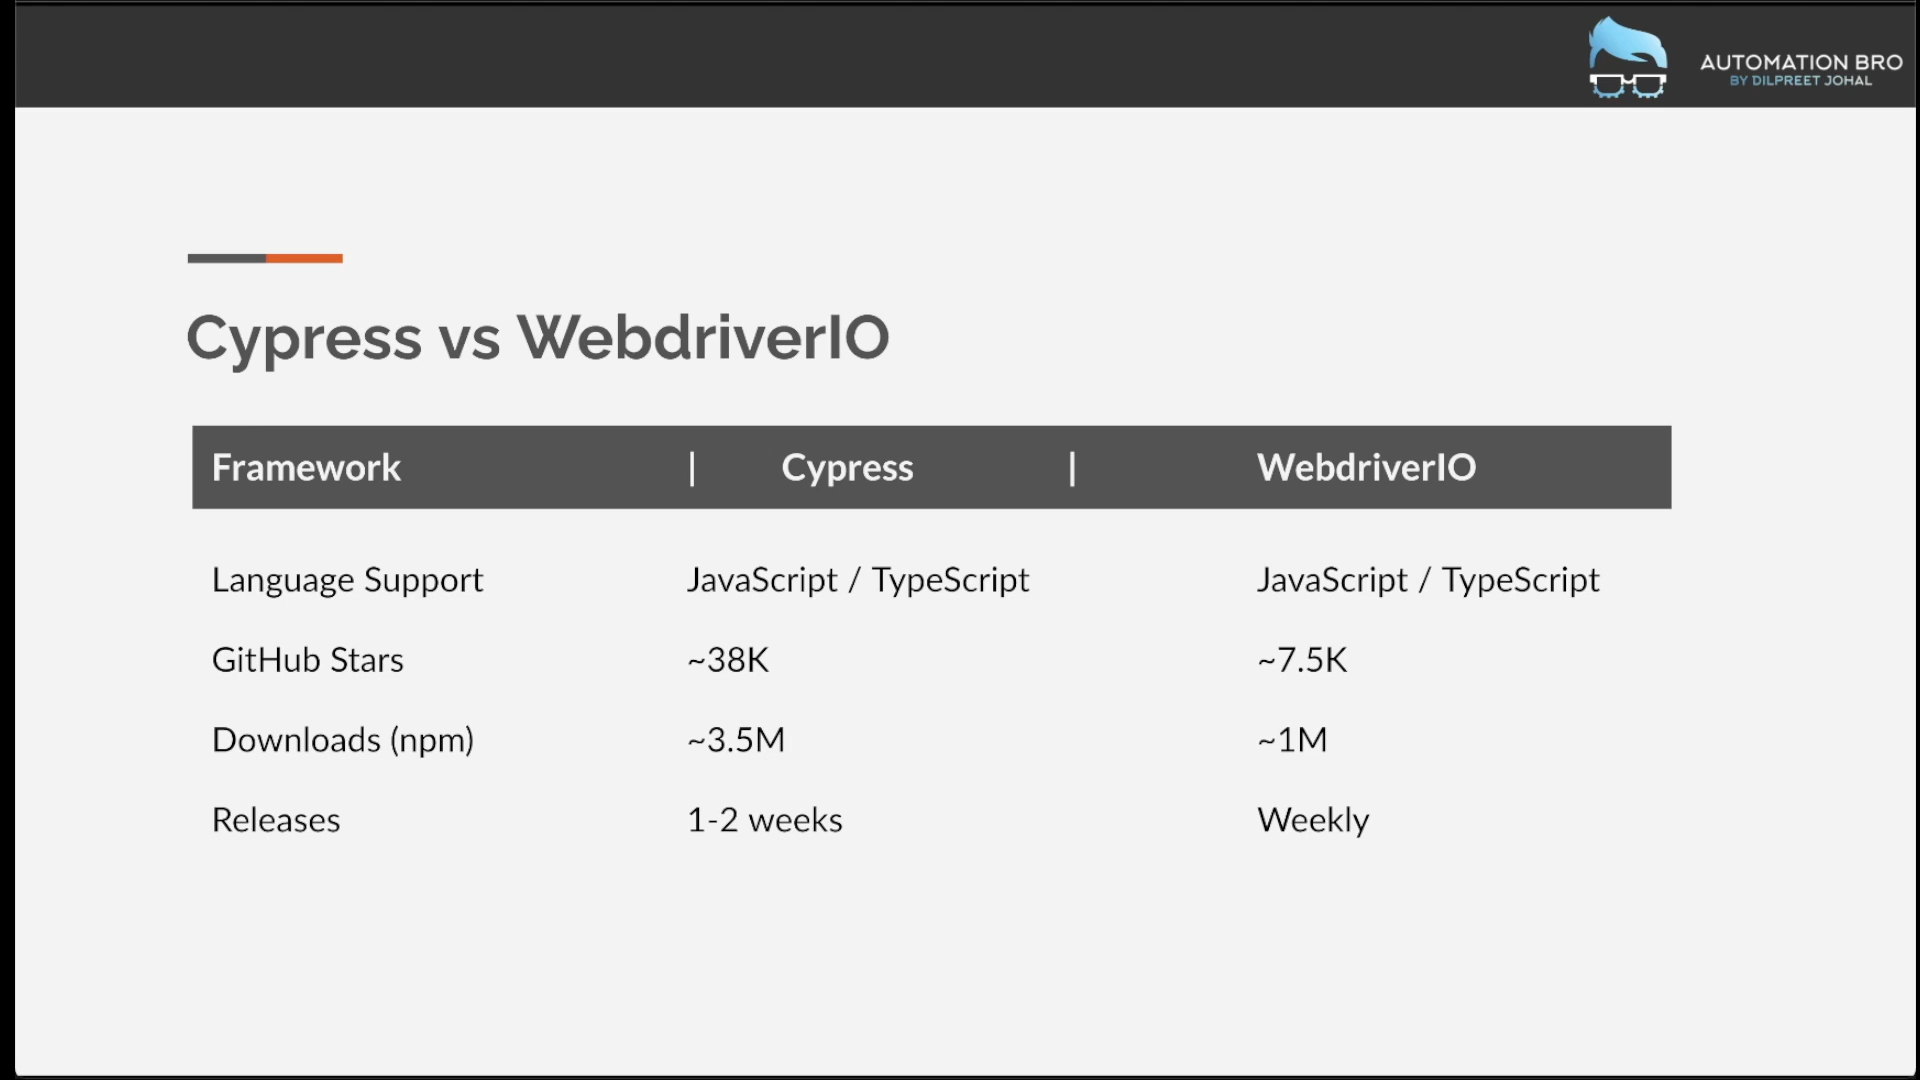 AUTOMATION BRO
BY DILPREET JOHAL
Cypress vs WebdriverIO
Framework | Cypress | WebdriverIO
Language Support JavaScript / TypeScript JavaScript / TypeScript
GitHub Stars ~38K ~7.5K
Downloads (npm) ~3.5M ~1M
Releases 1-2 weeks Weekly